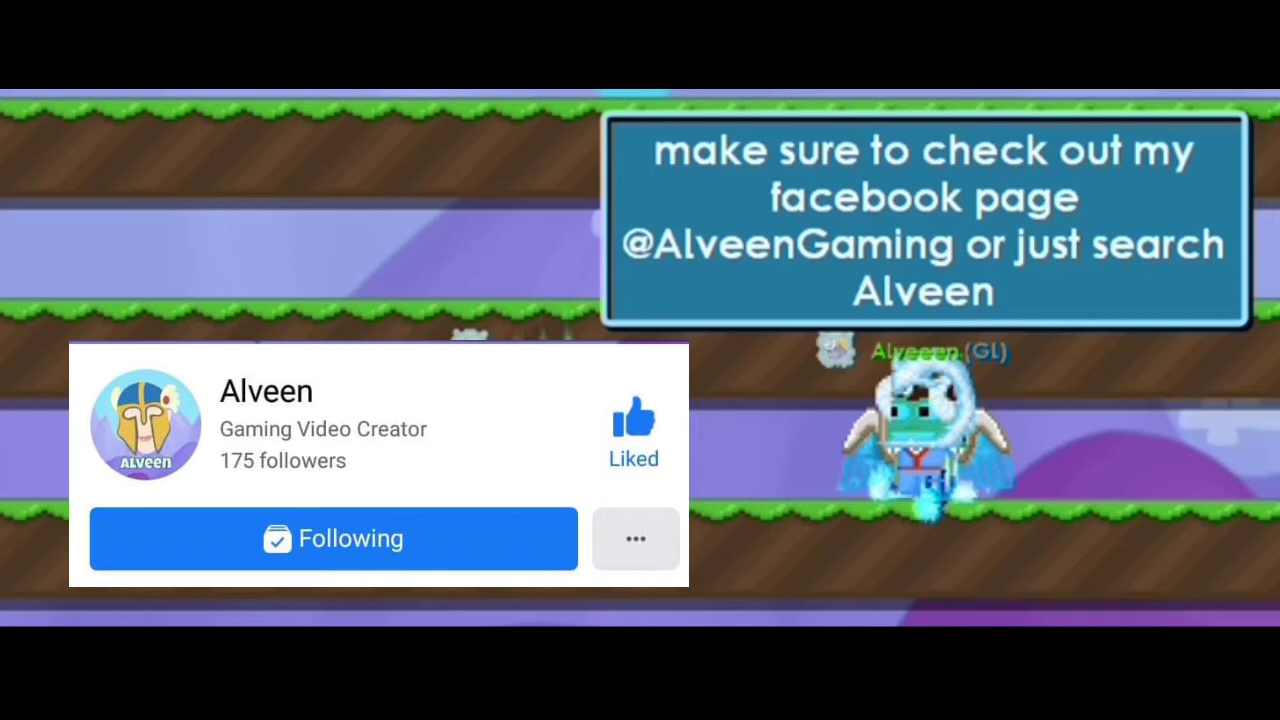 make sure to check out my
facebook page
@AlveenGaming or just search
Alveen
Alveeen (GL)
Alveen
Gaming Video Creator
175 followers
Liked
ALVEEN
Following